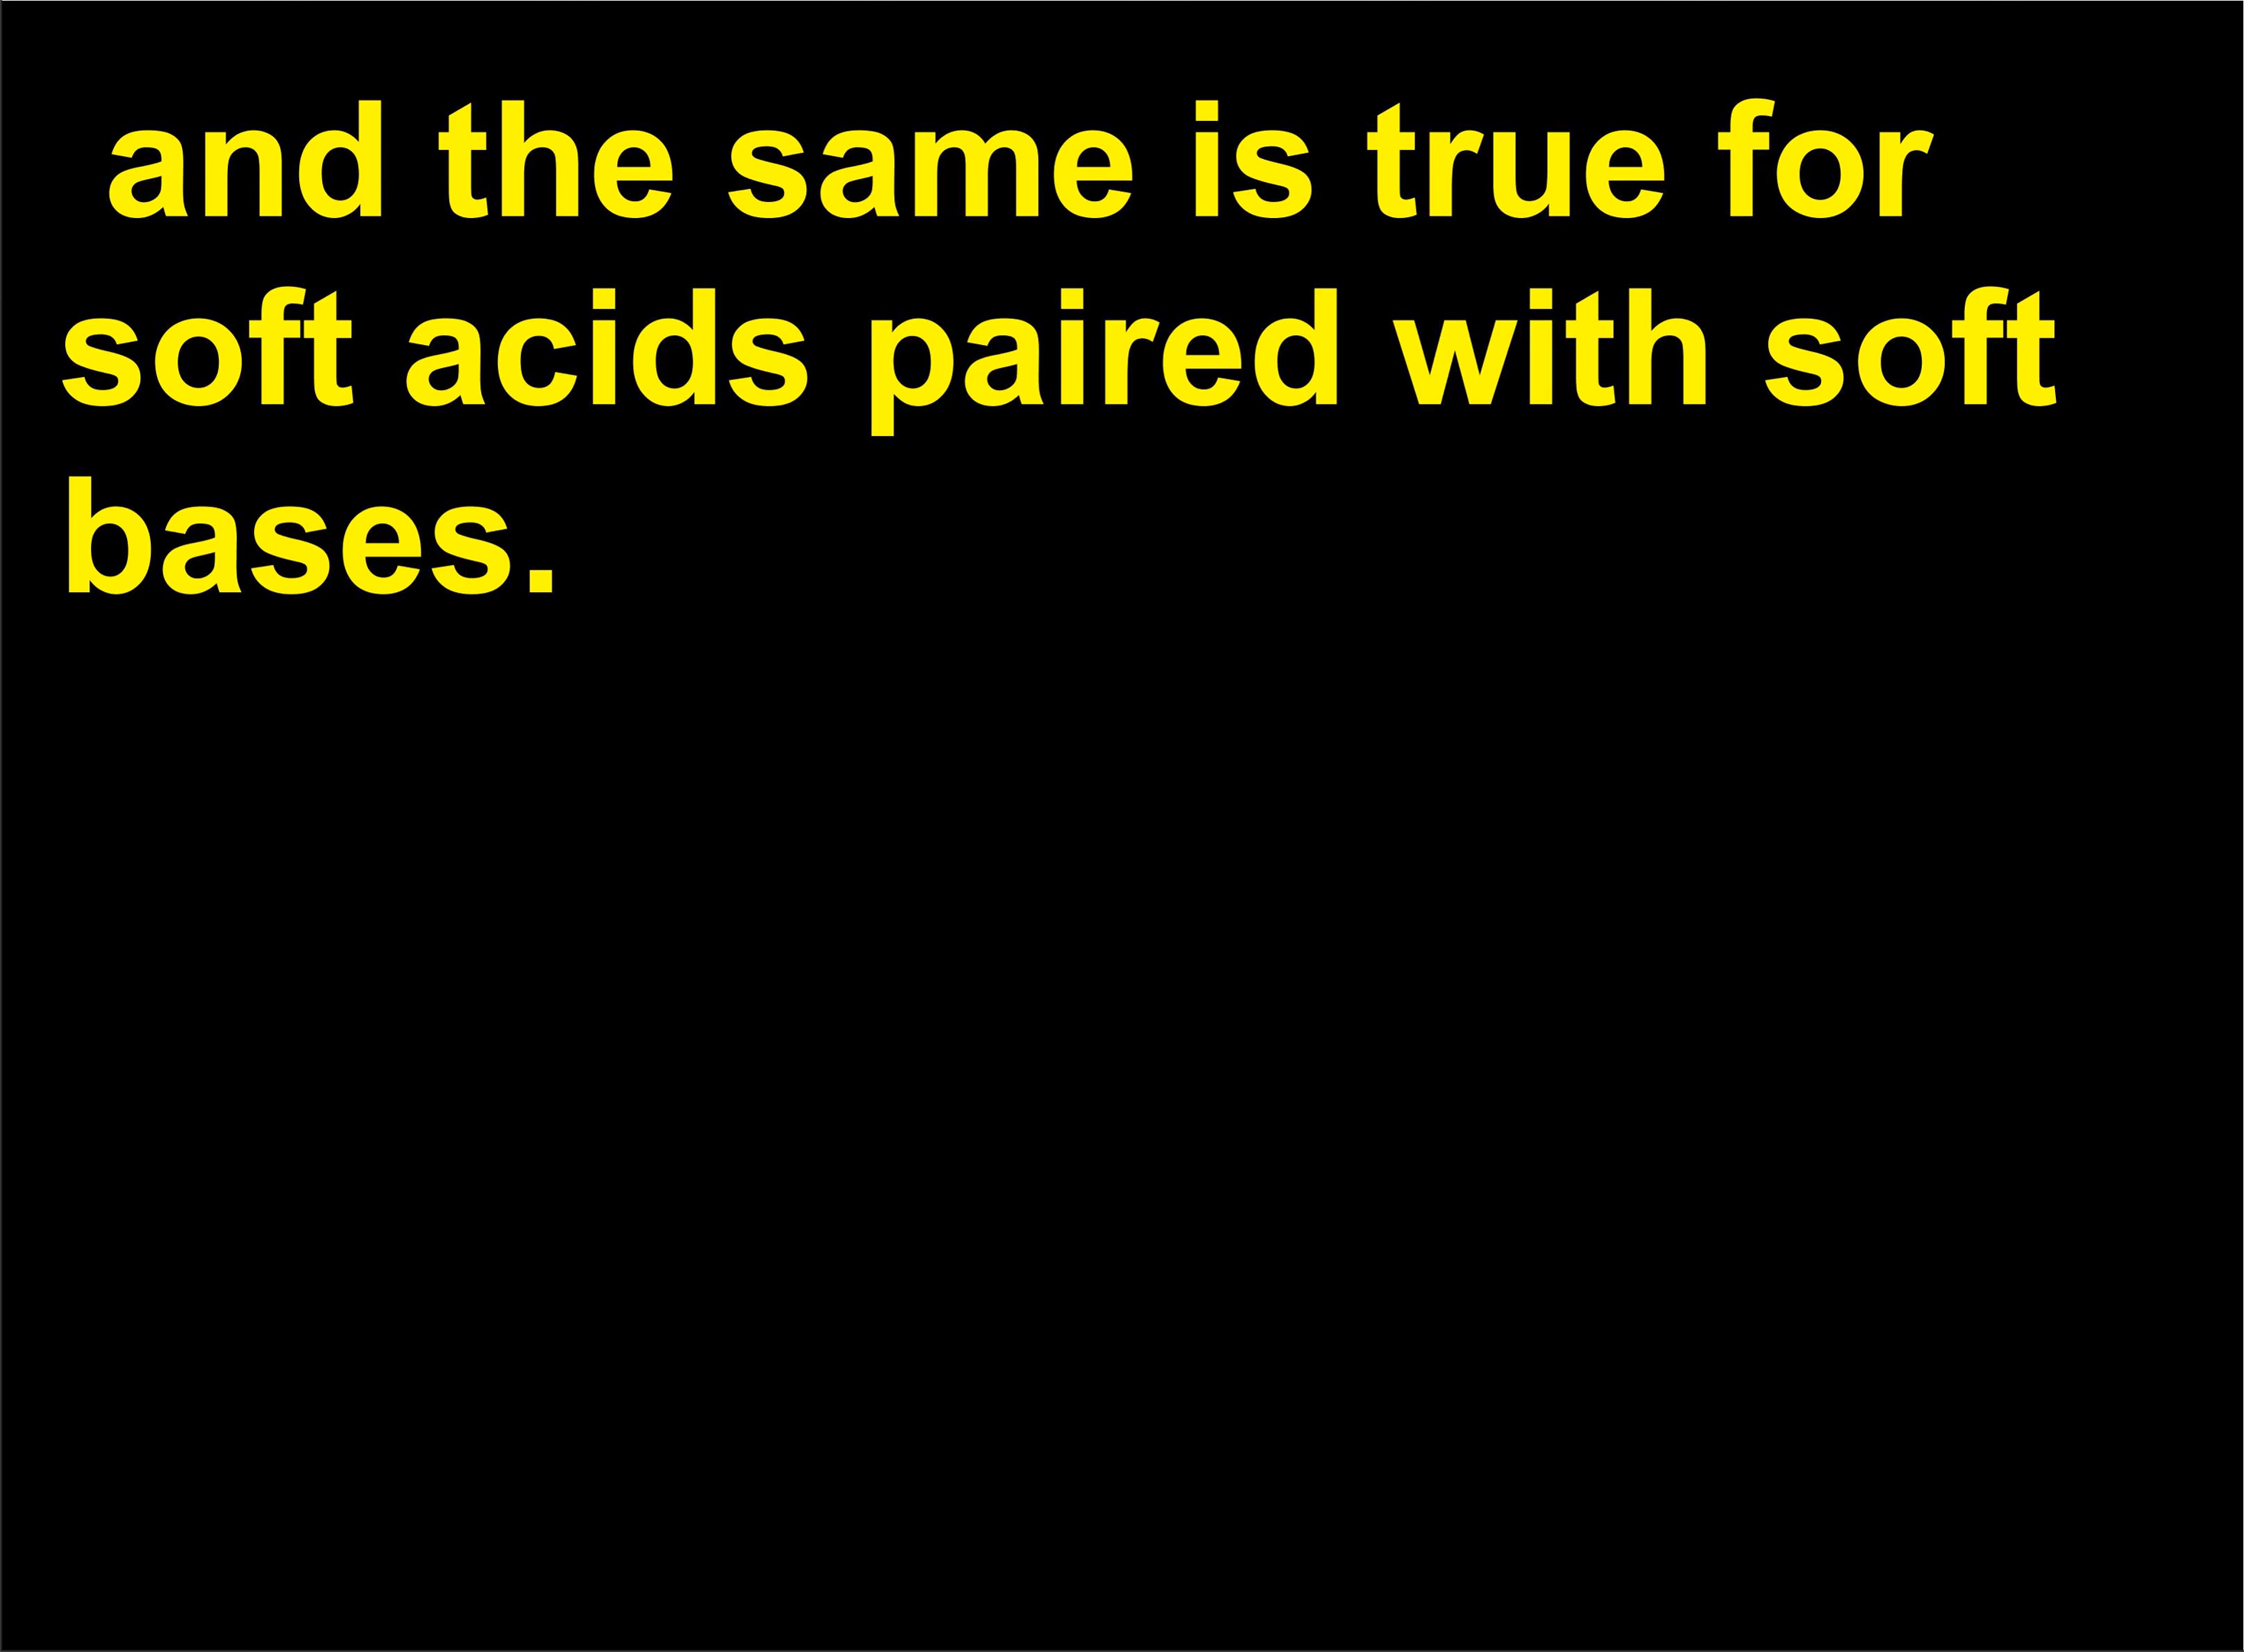 and the same is true for
soft acids paired with soft
bases.